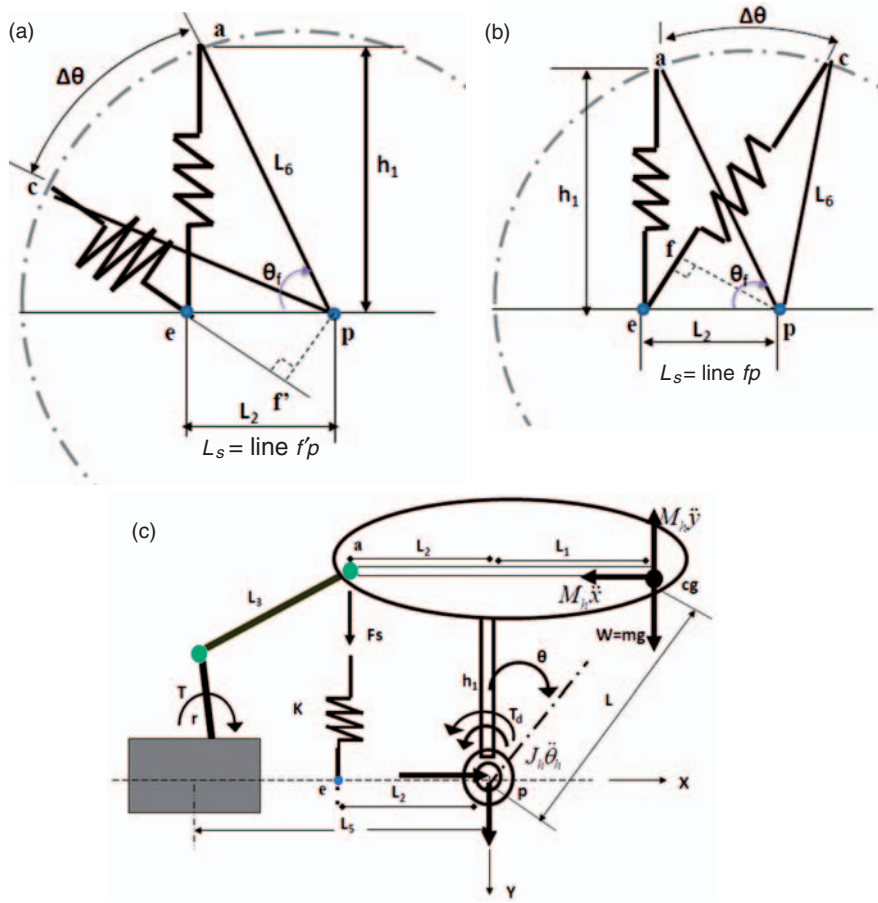 (a)
a
Δθ
c
L6
h1
θf
e
p
f'
L2
Ls = line f'p
(b)
Δθ
a
c
h1
L6
f
θf
e
p
L2
Ls = line fp
(c)
Mhÿ
a
L2
L1
cg
Mhẍ
L3
Fs
W=mg
θ
h1
T
r
K
Td
L
Jhθ̈h
e
p
X
L2
L5
Y